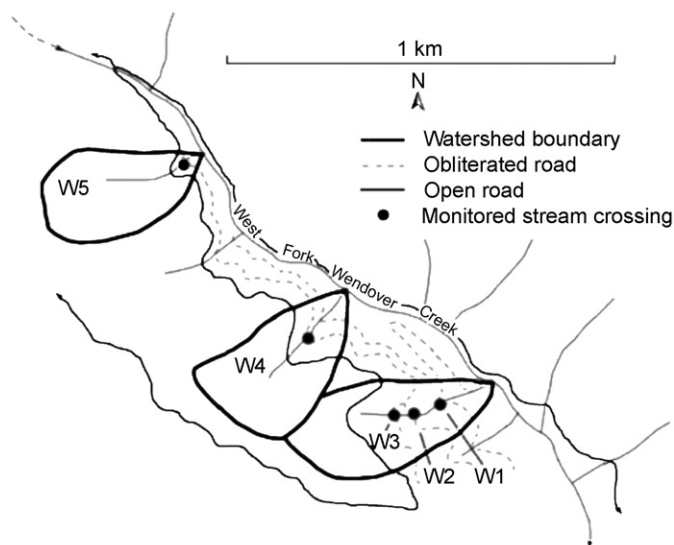 1 km
N
Watershed boundary
Obliterated road
Open road
Monitored stream crossing
W5
West Fork Wendover Creek
W4
W3
W2
W1